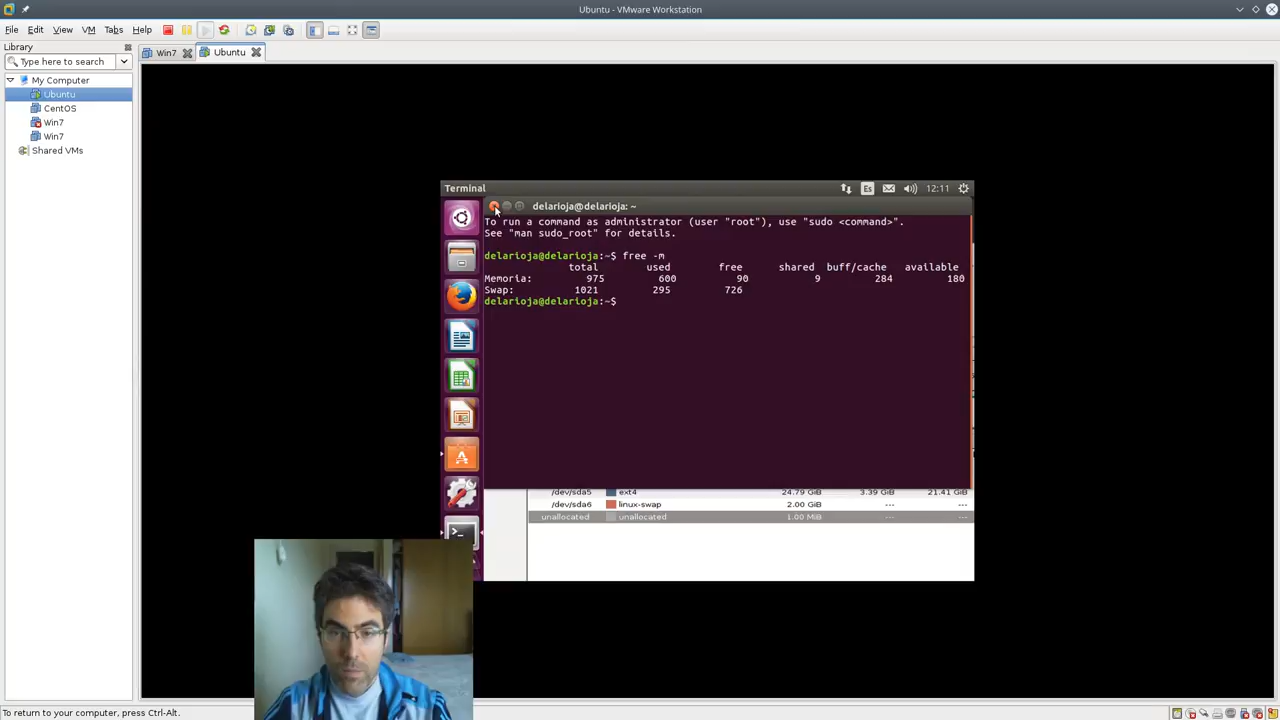 Ubuntu - VMware Workstation
File Edit View VM Tabs Help
Library
Type here to search
My Computer
Ubuntu
CentOS
Win7
Win7
Shared VMs
Win7
Ubuntu
Terminal
Es
12:11
delarioja@delarioja: ~
To run a command as administrator (user "root"), use "sudo <command>".
See "man sudo_root" for details.
delarioja@delarioja:~$ free -m
total used free shared buff/cache available
Memoria: 975 600 90 9 284 180
Swap: 1021 295 726
delarioja@delarioja:~$
/dev/sda5 ext4 24.79 GiB 3.39 GiB 21.41 GiB
/dev/sda6 linux-swap 2.00 GiB --- ---
unallocated unallocated 1.00 MiB --- ---
To return to your computer, press Ctrl-Alt.